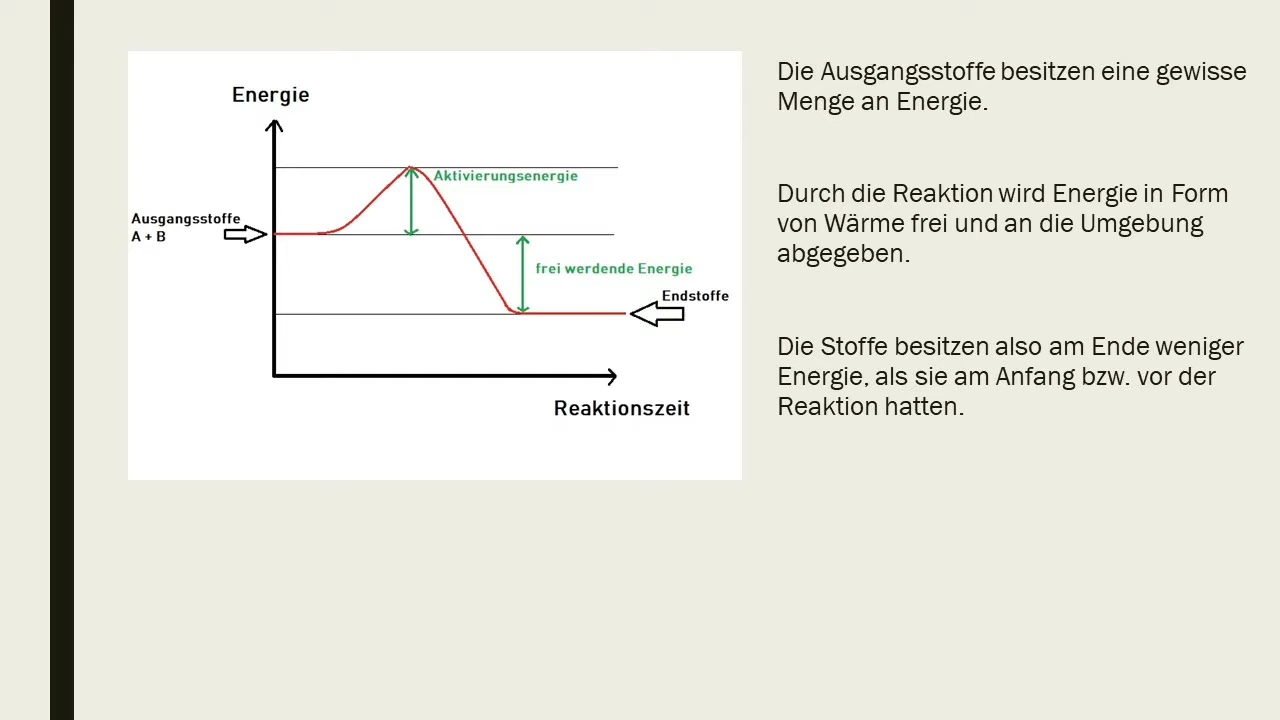 Energie
Aktivierungsenergie
Ausgangsstoffe
A + B
frei werdende Energie
Endstoffe
Reaktionszeit
Die Ausgangsstoffe besitzen eine gewisse
Menge an Energie.
Durch die Reaktion wird Energie in Form
von Wärme frei und an die Umgebung
abgegeben.
Die Stoffe besitzen also am Ende weniger
Energie, als sie am Anfang bzw. vor der
Reaktion hatten.